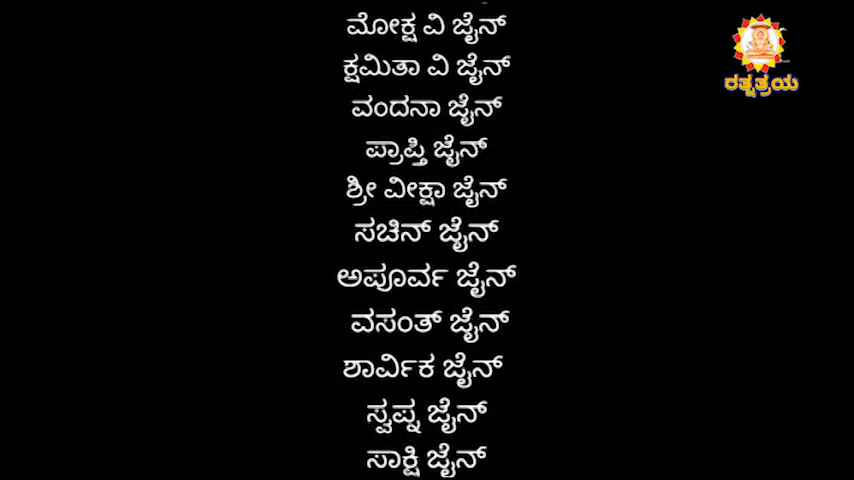 ಮೋಕ್ಷ ವಿ ಜೈನ್
ಕ್ಷಮಿತಾ ವಿ ಜೈನ್
ವಂದನಾ ಜೈನ್
ಪ್ರಾಪ್ತಿ ಜೈನ್
ಶ್ರೀ ವೀಕ್ಷಾ ಜೈನ್
ಸಚಿನ್ ಜೈನ್
ಅಪೂರ್ವ ಜೈನ್
ವಸಂತ್ ಜೈನ್
ಶಾರ್ವಿಕ ಜೈನ್
ಸ್ವಪ್ನ ಜೈನ್
ಸಾಕ್ಷಿ ಜೈನ್
ರತ್ನತ್ರಯ